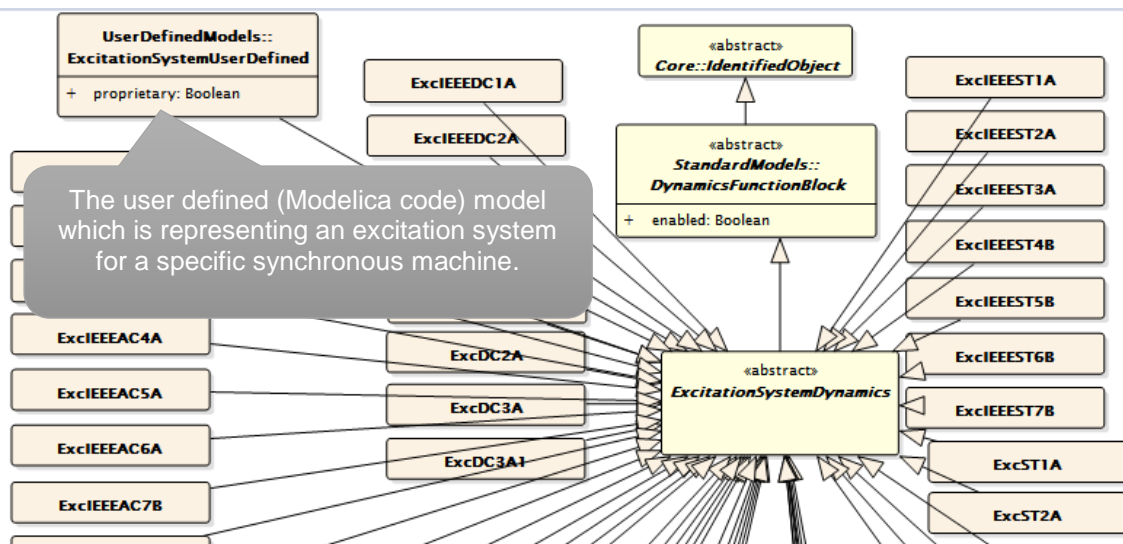 UserDefinedModels::
ExcitationSystemUserDefined
+ proprietary: Boolean
ExcIEEEDC1A
ExcIEEEDC2A
«abstract»
Core::IdentifiedObject
«abstract»
StandardModels::
DynamicsFunctionBlock
+ enabled: Boolean
ExcIEEEST1A
ExcIEEEST2A
ExcIEEEST3A
ExcIEEEST4B
ExcIEEEST5B
ExcIEEEST6B
ExcIEEEST7B
ExcST1A
ExcST2A
The user defined (Modelica code) model
which is representing an excitation system
for a specific synchronous machine.
ExcIEEEAC4A
ExcIEEEAC5A
ExcIEEEAC6A
ExcIEEEAC7B
ExcDC2A
ExcDC3A
ExcDC3A1
«abstract»
ExcitationSystemDynamics